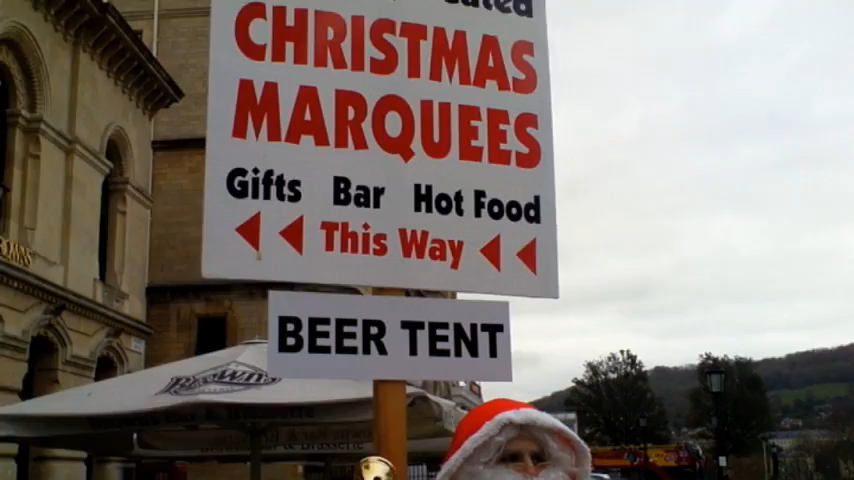 CHRISTMAS
MARQUEES
Gifts Bar Hot Food
This Way
BEER TENT